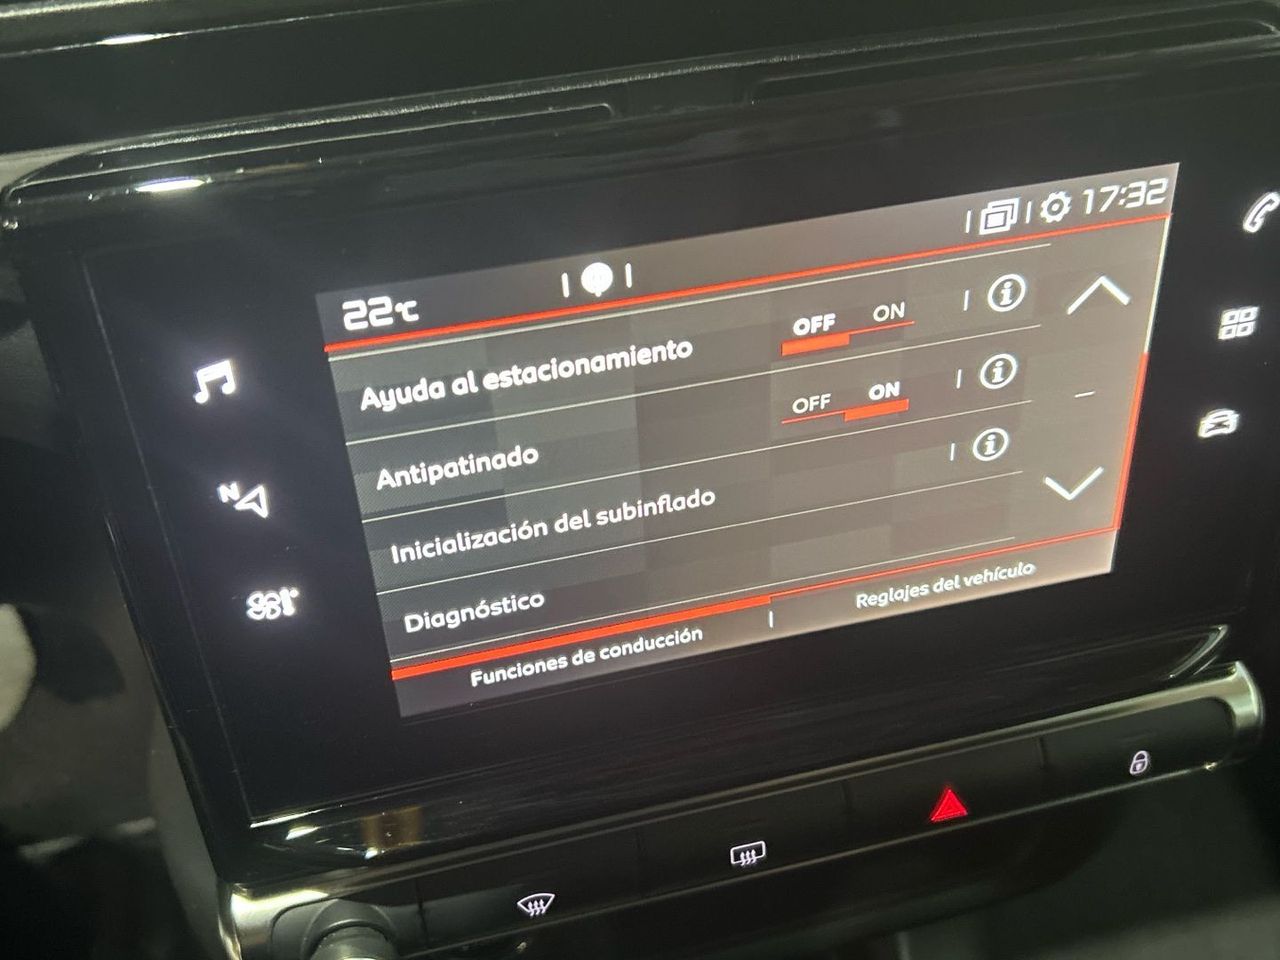 22°C
17:32
Ayuda al estacionamiento OFF ON
Antipatinado OFF ON
Inicialización del subinflado
Diagnóstico
Funciones de conducción
Reglajes del vehículo
N